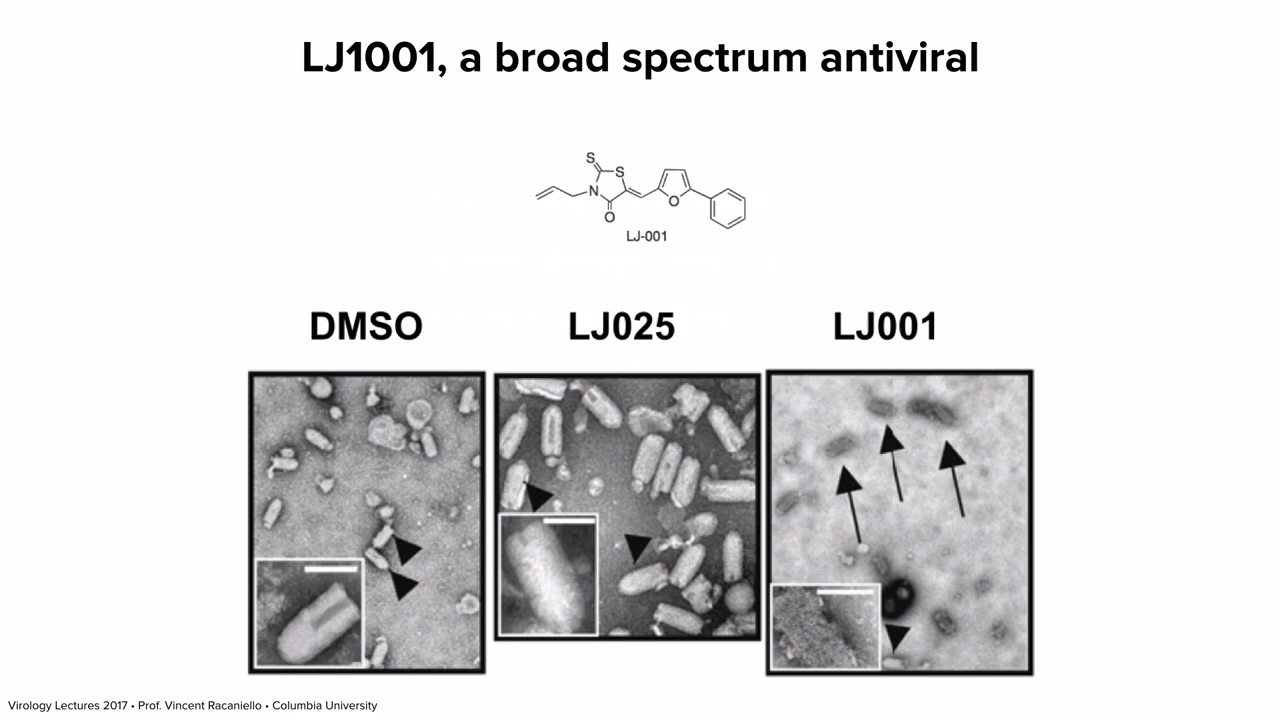 LJ1001, a broad spectrum antiviral
S
S
N
O
O
LJ-001
DMSO LJ025 LJ001
Virology Lectures 2017 • Prof. Vincent Racaniello • Columbia University